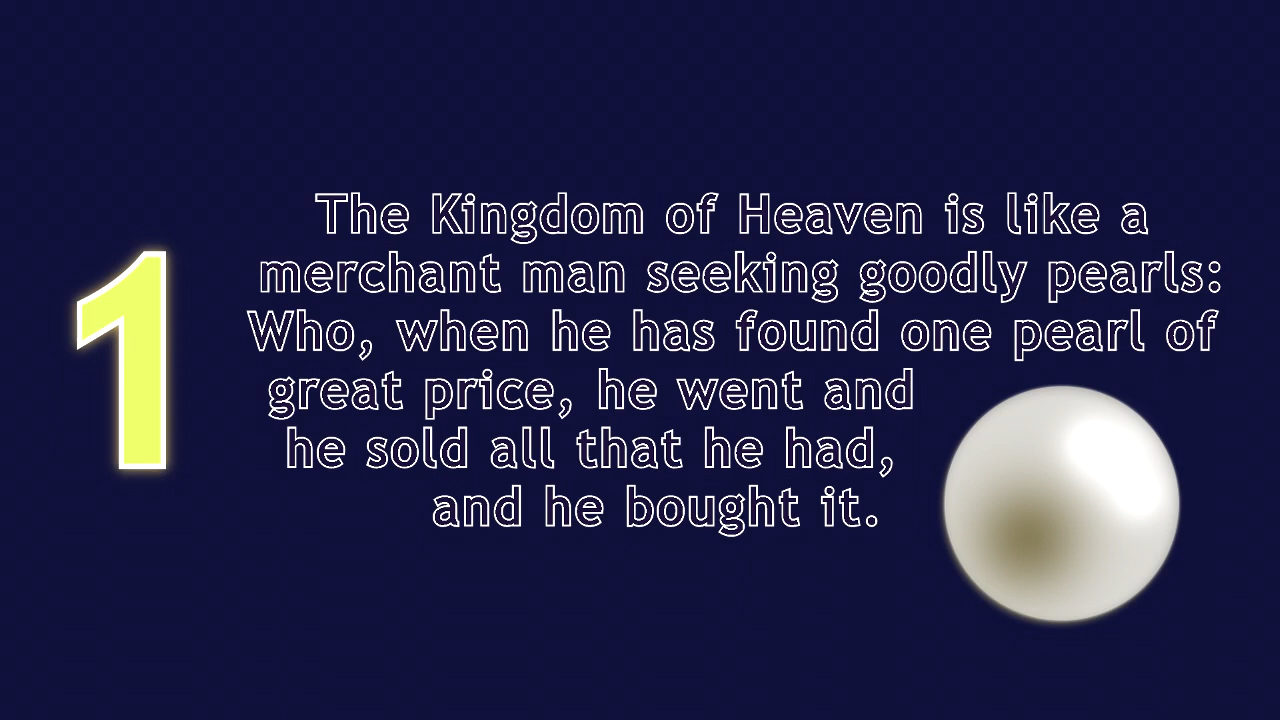 1
The Kingdom of Heaven is like a
merchant man seeking goodly pearls:
Who, when he has found one pearl of
great price, he went and
he sold all that he had,
and he bought it.